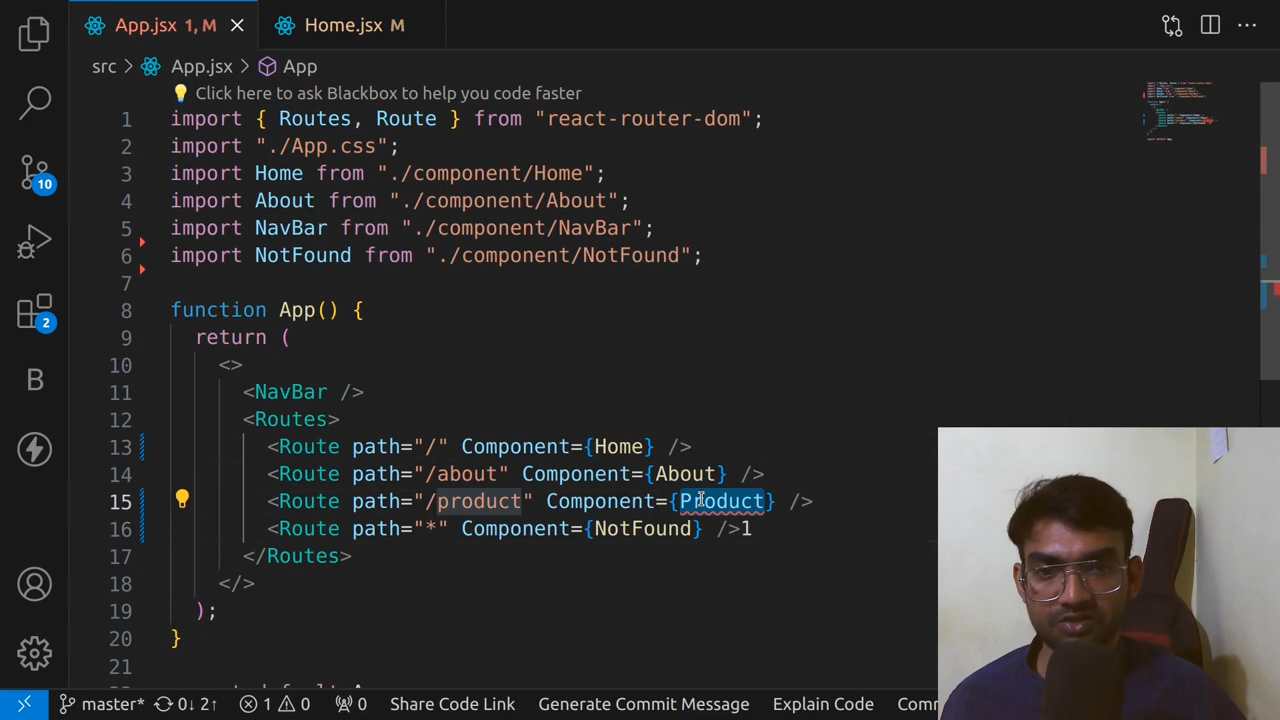 App.jsx 1, M
Home.jsx M
src > App.jsx > App
Click here to ask Blackbox to help you code faster
1 import { Routes, Route } from "react-router-dom";
2 import "./App.css";
3 import Home from "./component/Home";
4 import About from "./component/About";
5 import NavBar from "./component/NavBar";
6 import NotFound from "./component/NotFound";
7
8 function App() {
9 return (
10 <>
11 <NavBar />
12 <Routes>
13 <Route path="/" Component={Home} />
14 <Route path="/about" Component={About} />
15 <Route path="/product" Component={Product} />
16 <Route path="*" Component={NotFound} />1
17 </Routes>
18 </>
19 );
20 }
21
10
2
B
master* 0↓ 2↑ 1 0 0 Share Code Link Generate Commit Message Explain Code